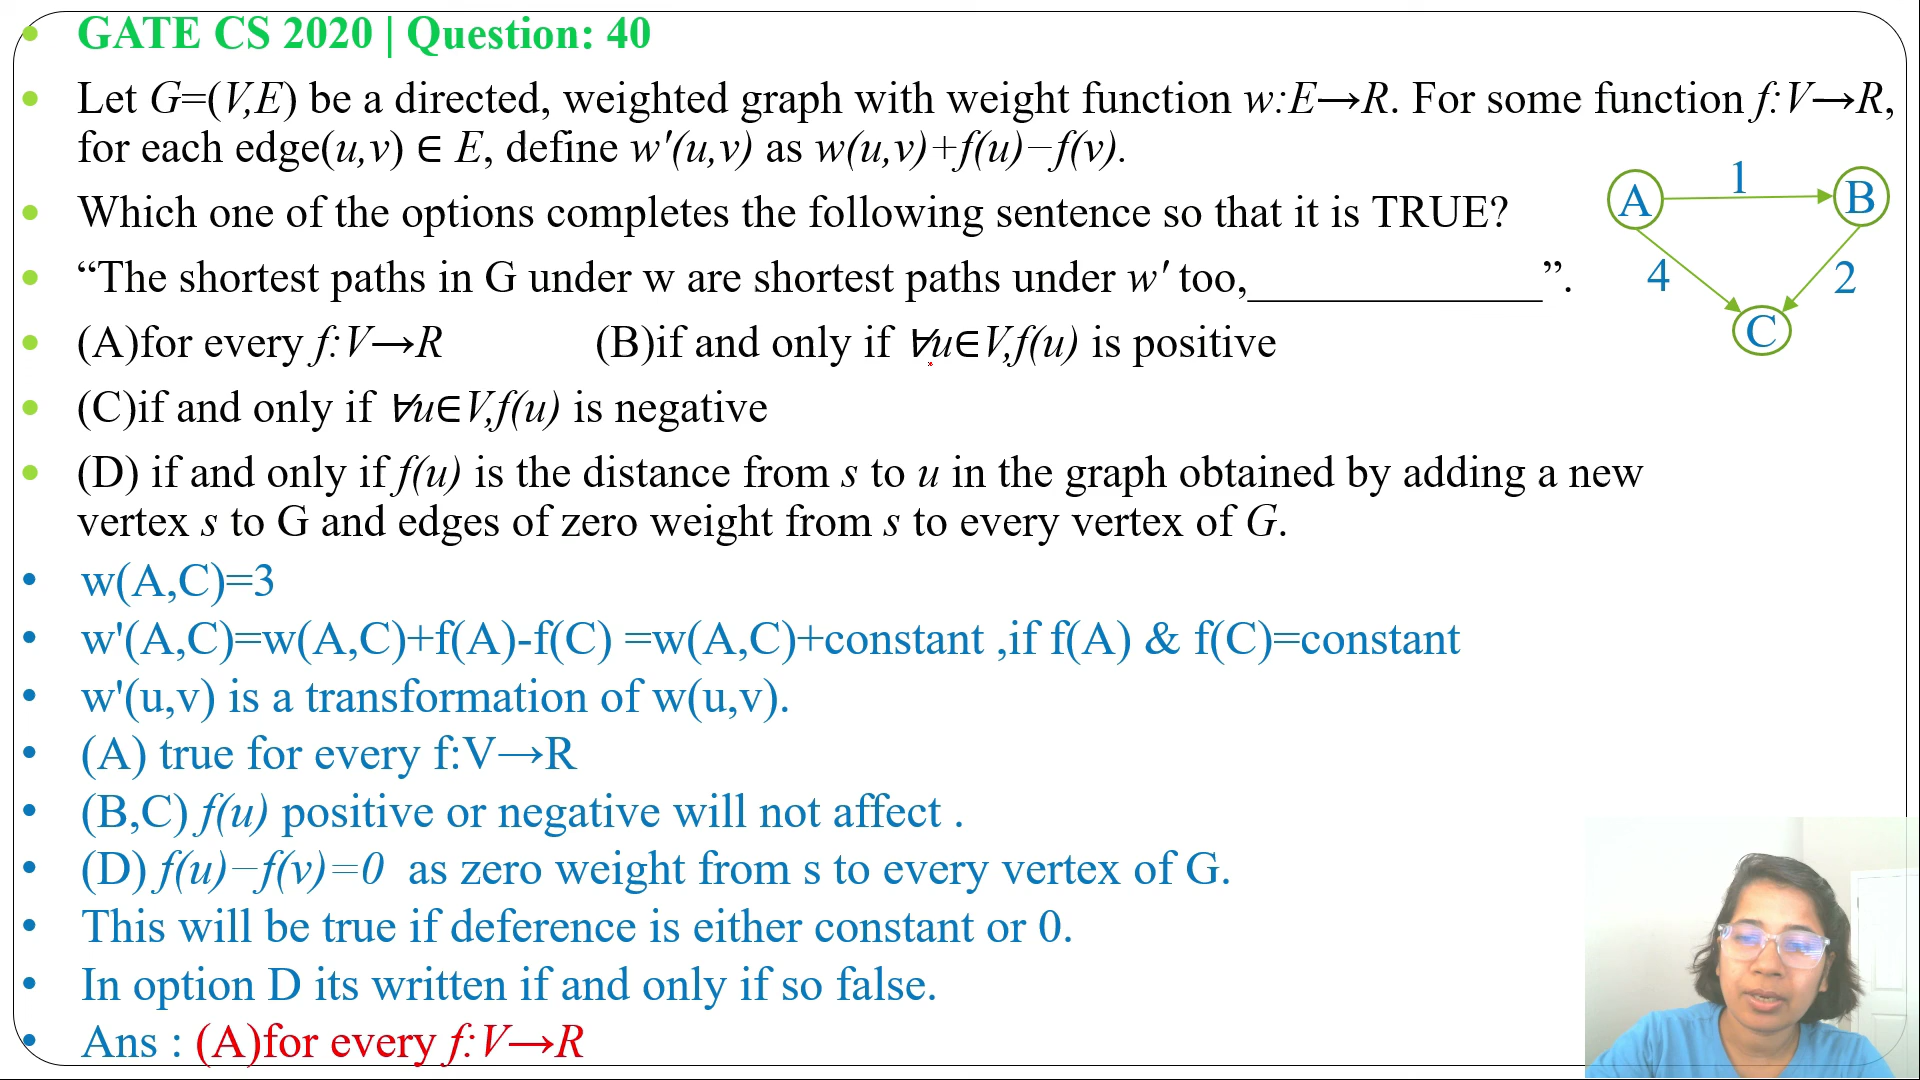 GATE CS 2020 | Question: 40
Let G=(V,E) be a directed, weighted graph with weight function w:E→R. For some function f:V→R,
for each edge(u,v) ∈ E, define w′(u,v) as w(u,v)+f(u)−f(v).
Which one of the options completes the following sentence so that it is TRUE?
“The shortest paths in G under w are shortest paths under w′ too,_____________”.
(A)for every f:V→R (B)if and only if ∀u∈V,f(u) is positive
(C)if and only if ∀u∈V,f(u) is negative
(D) if and only if f(u) is the distance from s to u in the graph obtained by adding a new
vertex s to G and edges of zero weight from s to every vertex of G.
w(A,C)=3
w'(A,C)=w(A,C)+f(A)-f(C) =w(A,C)+constant ,if f(A) & f(C)=constant
w'(u,v) is a transformation of w(u,v).
(A) true for every f:V→R
(B,C) f(u) positive or negative will not affect .
(D) f(u)−f(v)=0 as zero weight from s to every vertex of G.
This will be true if deference is either constant or 0.
In option D its written if and only if so false.
Ans : (A)for every f:V→R
A
1
B
4
2
C